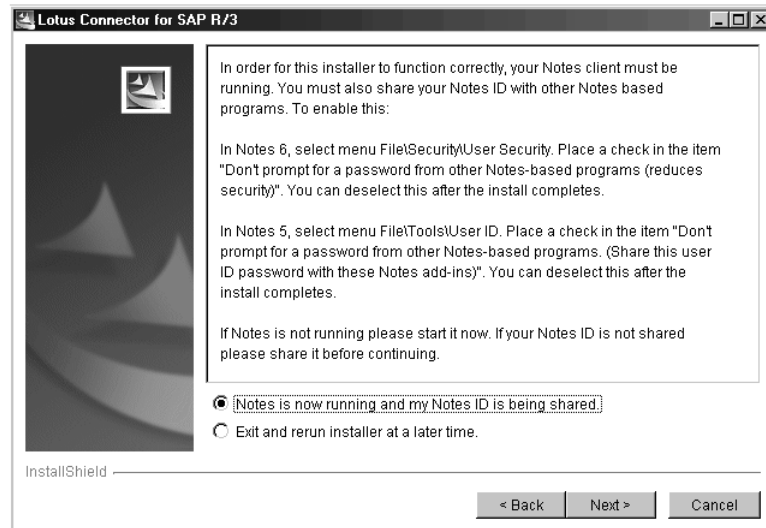 Lotus Connector for SAP R/3
In order for this installer to function correctly, your Notes client must be
running. You must also share your Notes ID with other Notes based
programs. To enable this:
In Notes 6, select menu File\Security\User Security. Place a check in the item
"Don't prompt for a password from other Notes-based programs (reduces
security)". You can deselect this after the install completes.
In Notes 5, select menu File\Tools\User ID. Place a check in the item "Don't
prompt for a password from other Notes-based programs. (Share this user
ID password with these Notes add-ins)". You can deselect this after the
install completes.
If Notes is not running please start it now. If your Notes ID is not shared
please share it before continuing.
Notes is now running and my Notes ID is being shared.
Exit and rerun installer at a later time.
InstallShield
< Back Next > Cancel